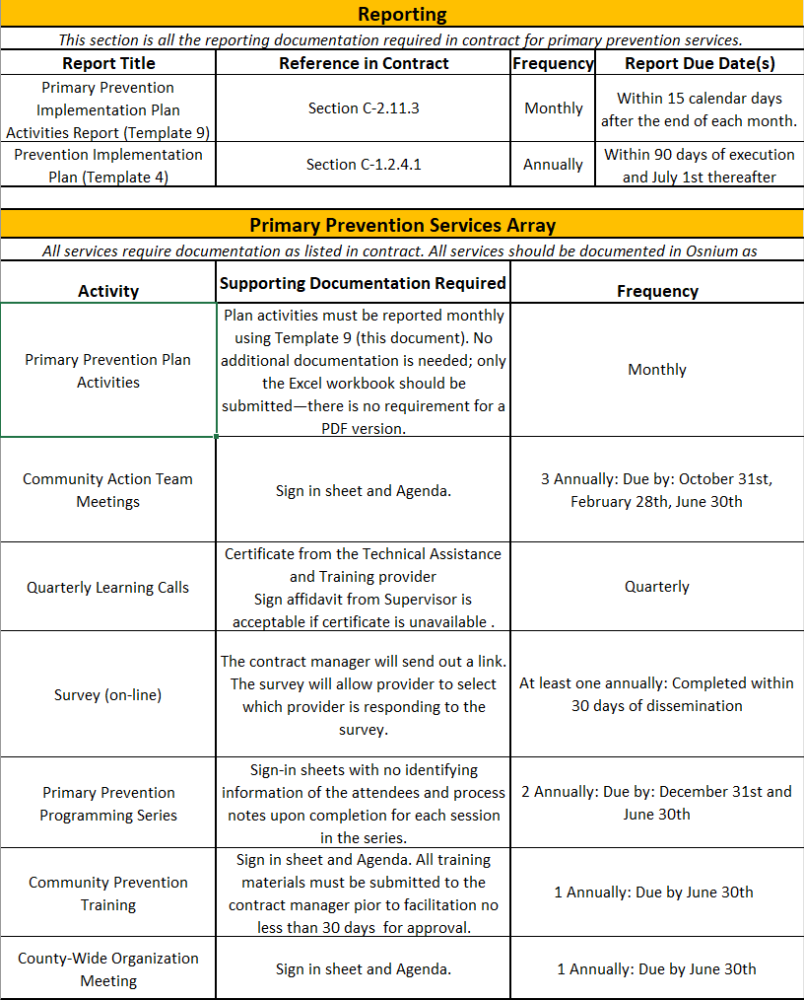 Reporting
This section is all the reporting documentation required in contract for primary prevention services.
Report Title
Reference in Contract
Frequency
Report Due Date(s)
Primary Prevention
Implementation Plan
Activities Report (Template 9)
Section C-2.11.3
Monthly
Within 15 calendar days
after the end of each month.
Prevention Implementation
Plan (Template 4)
Section C-1.2.4.1
Annually
Within 90 days of execution
and July 1st thereafter
Primary Prevention Services Array
All services require documentation as listed in contract. All services should be documented in Osnium as
Activity
Supporting Documentation Required
Frequency
Primary Prevention Plan
Activities
Plan activities must be reported monthly
using Template 9 (this document). No
additional documentation is needed; only
the Excel workbook should be
submitted—there is no requirement for a
PDF version.
Monthly
Community Action Team
Meetings
Sign in sheet and Agenda.
3 Annually: Due by: October 31st,
February 28th, June 30th
Quarterly Learning Calls
Certificate from the Technical Assistance
and Training provider
Sign affidavit from Supervisor is
acceptable if certificate is unavailable .
Quarterly
Survey (on-line)
The contract manager will send out a link.
The survey will allow provider to select
which provider is responding to the
survey.
At least one annually: Completed within
30 days of dissemination
Primary Prevention
Programming Series
Sign-in sheets with no identifying
information of the attendees and process
notes upon completion for each session
in the series.
2 Annually: Due by: December 31st and
June 30th
Community Prevention
Training
Sign in sheet and Agenda. All training
materials must be submitted to the
contract manager pior to facilitation no
less than 30 days  for approval.
1 Annually: Due by June 30th
County-Wide Organization
Meeting
Sign in sheet and Agenda.
1 Annually: Due by June 30th